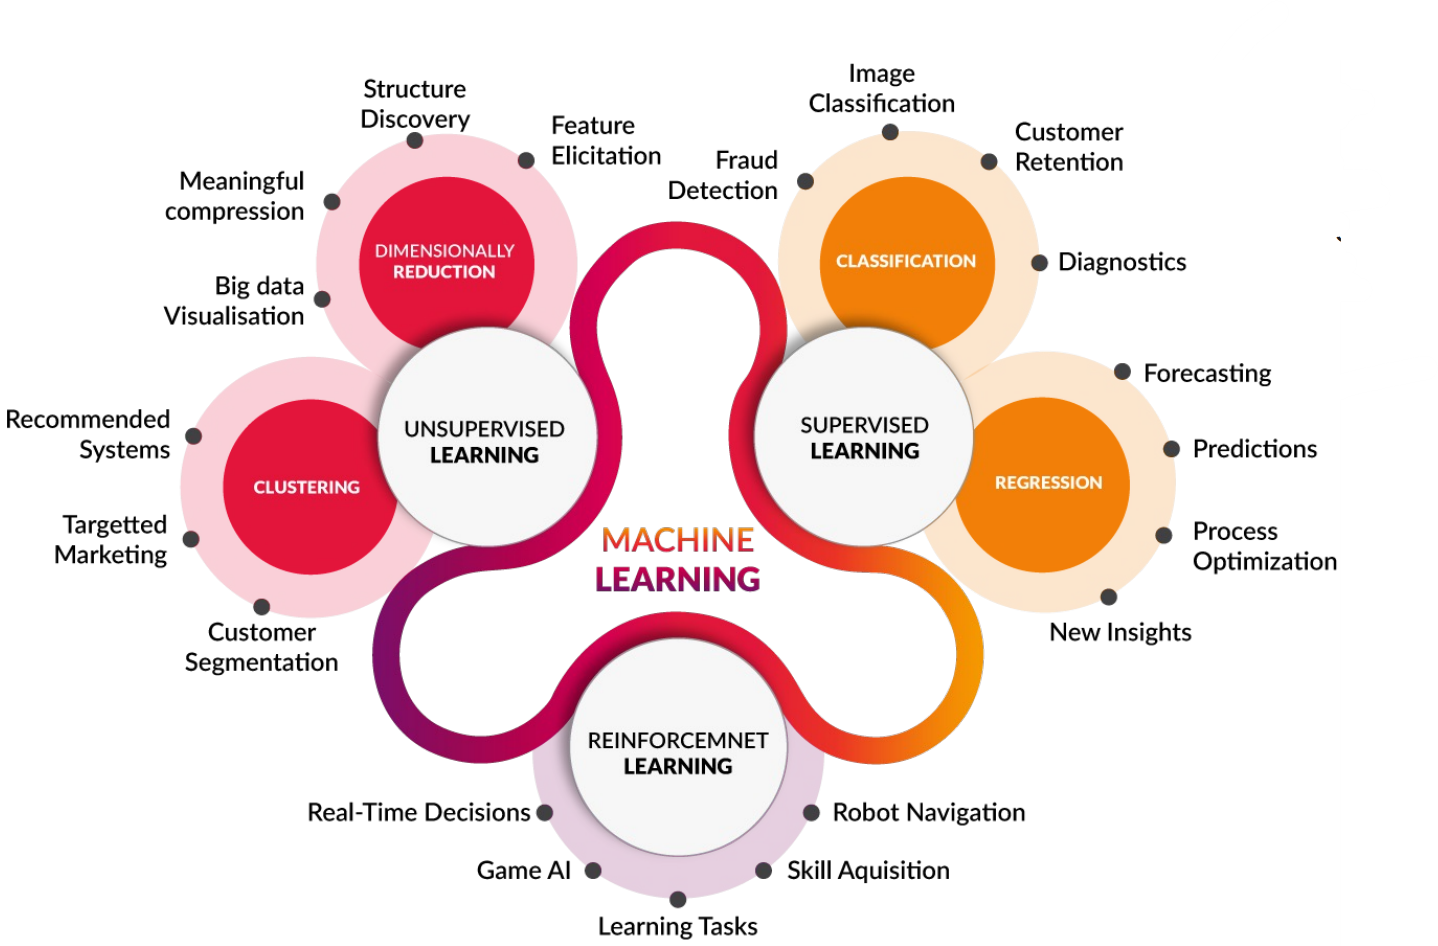 Structure
Discovery
Feature
Elicitation
Meaningful
compression
Big data
Visualisation
DIMENSIONALLY
REDUCTION
Recommended
Systems
Targetted
Marketing
Customer
Segmentation
CLUSTERING
UNSUPERVISED
LEARNING
Image
Classification
Fraud
Detection
Customer
Retention
Diagnostics
CLASSIFICATION
SUPERVISED
LEARNING
REGRESSION
Forecasting
Predictions
Process
Optimization
New Insights
MACHINE
LEARNING
REINFORCEMNET
LEARNING
Real-Time Decisions
Game AI
Learning Tasks
Skill Aquisition
Robot Navigation